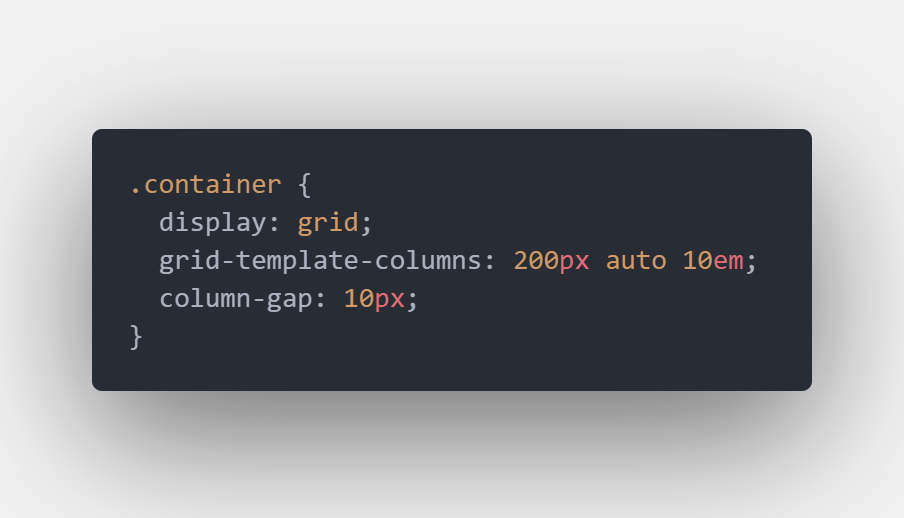 .container {
  display: grid;
  grid-template-columns: 200px auto 10em;
  column-gap: 10px;
}